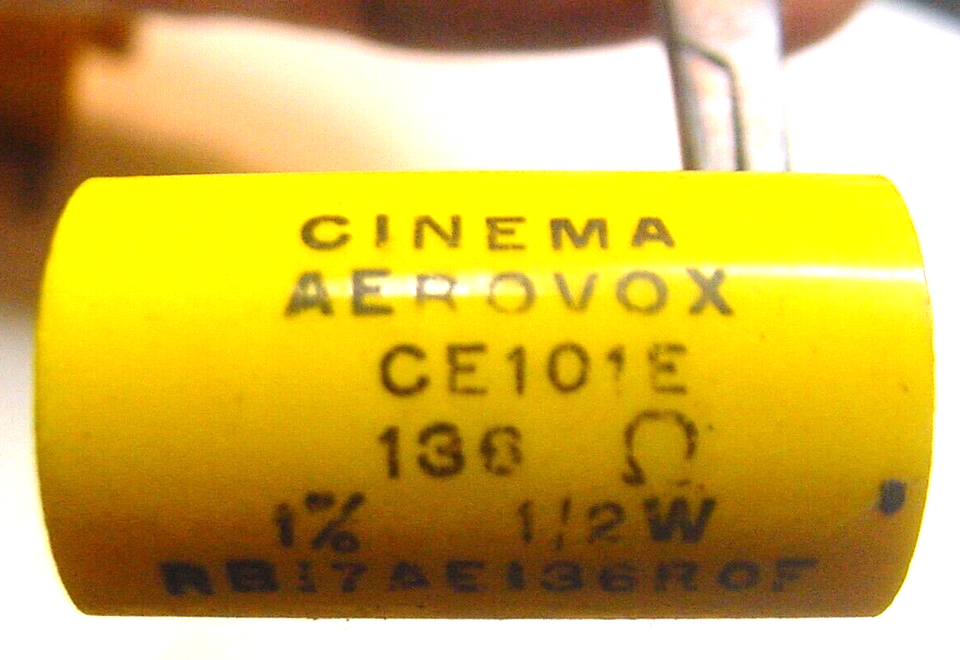 CINEMA
AEROVOX
CE101E
136 Ω
1% 1/2W
RB17AE136R0F